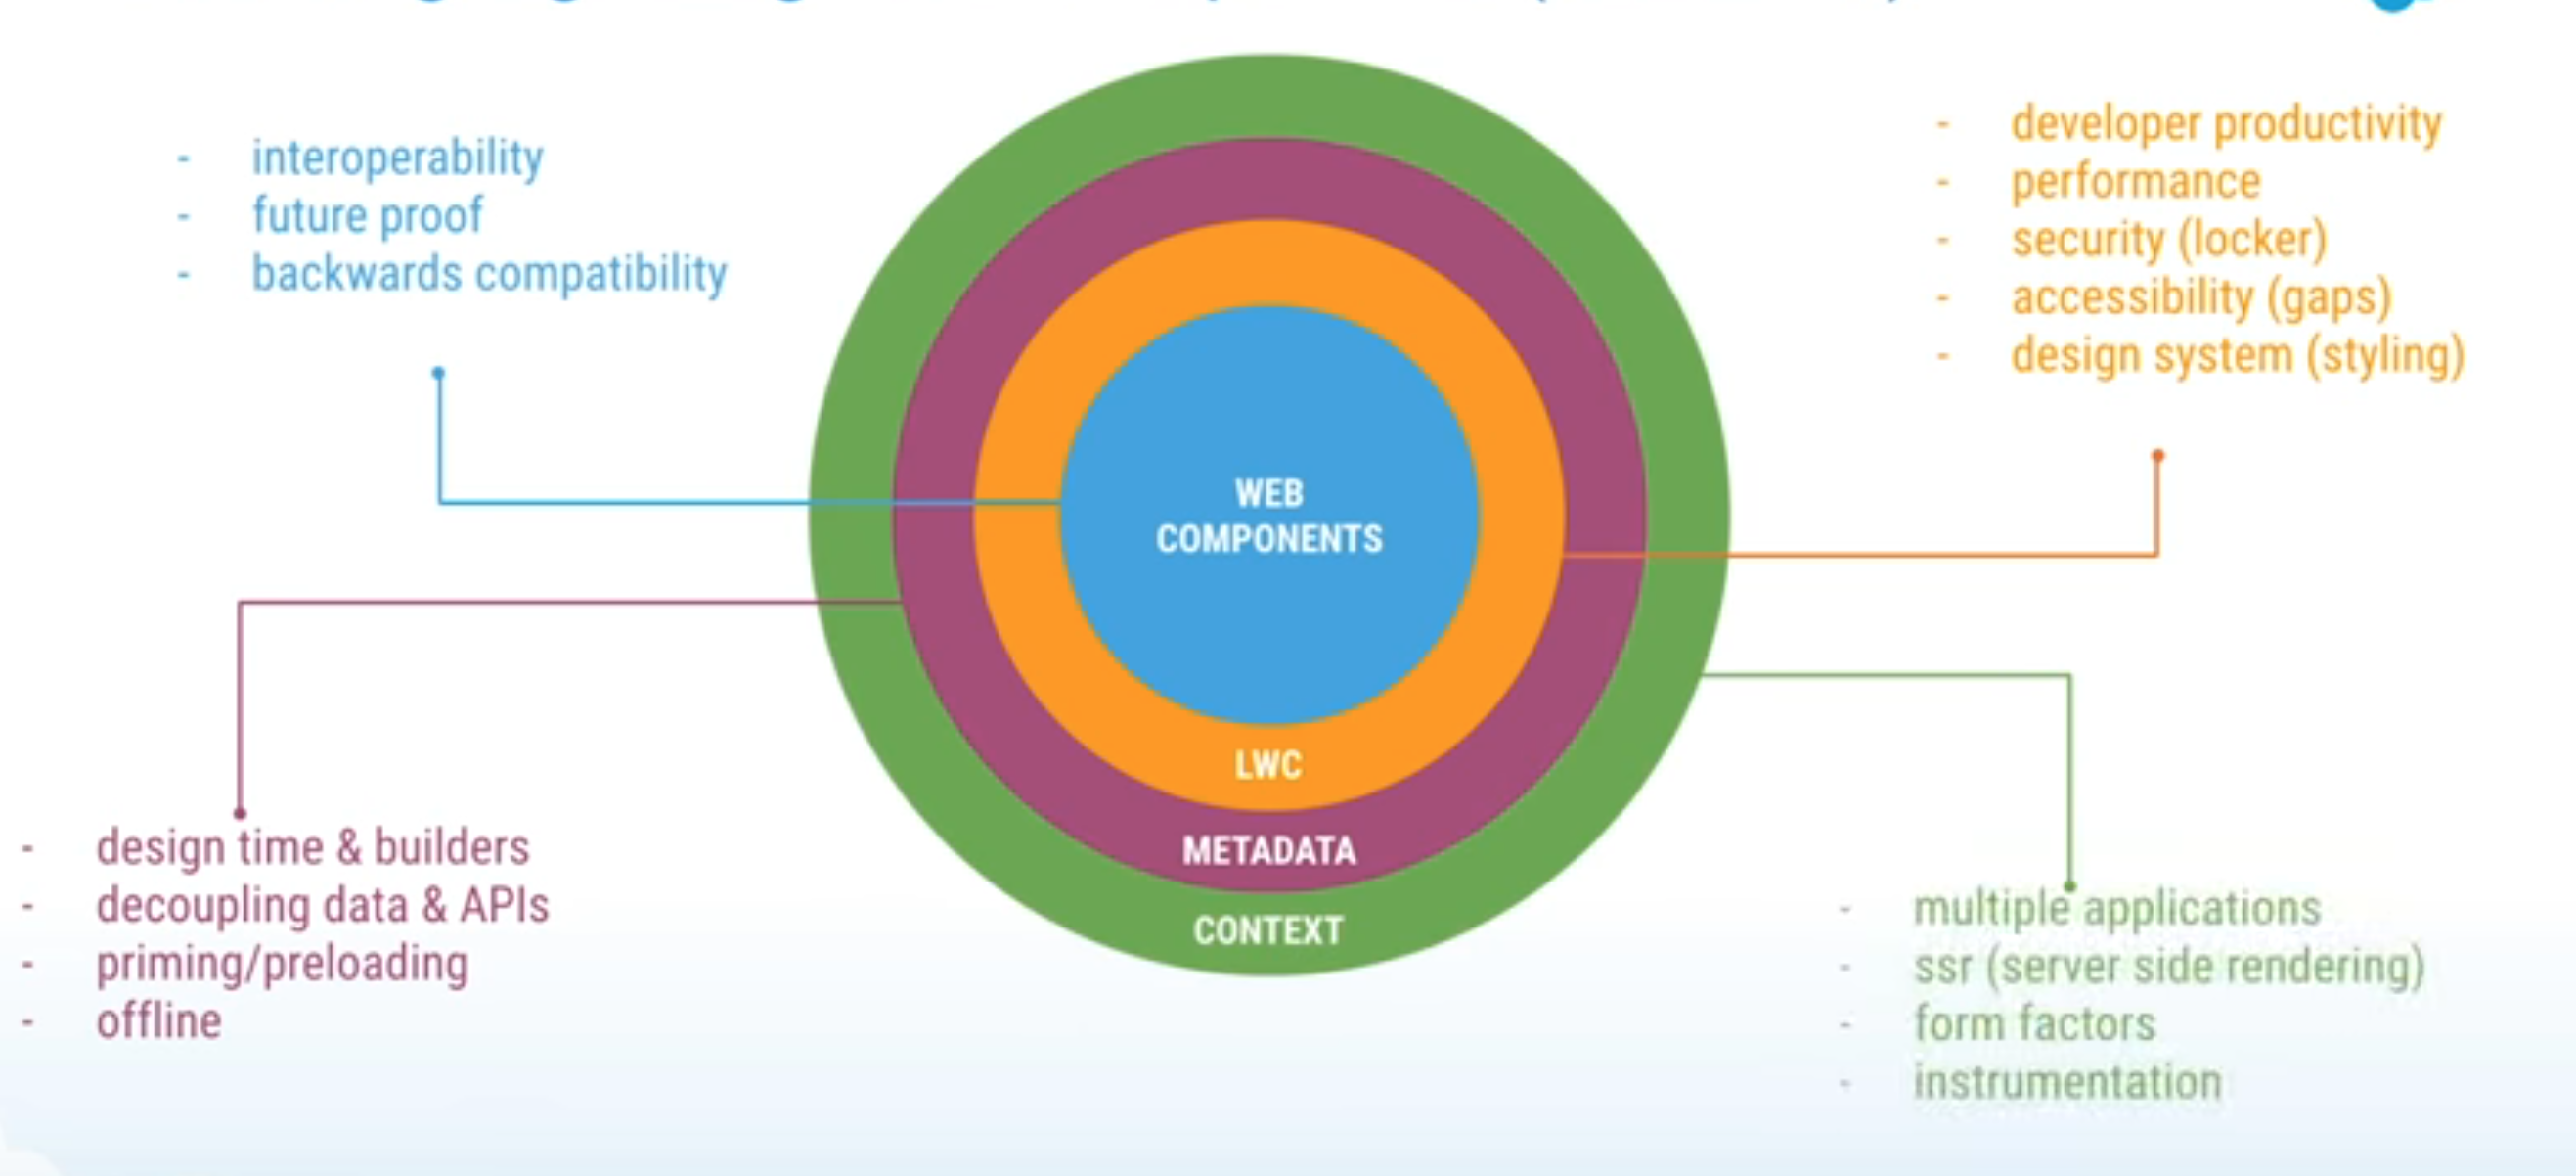 - interoperability
- future proof
- backwards compatibility
- developer productivity
- performance
- security (locker)
- accessibility (gaps)
- design system (styling)
WEB
COMPONENTS
LWC
METADATA
CONTEXT
- design time & builders
- decoupling data & APIs
- priming/preloading
- offline
- multiple applications
- ssr (server side rendering)
- form factors
- instrumentation